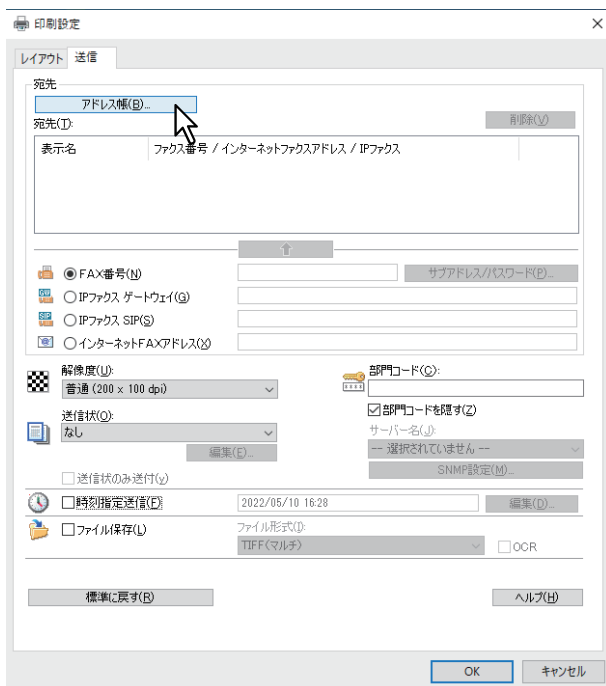 印刷設定
レイアウト 送信
宛先
アドレス帳(B)...
宛先(T):
削除(V)
表示名 ファクス番号 / インターネットファクスアドレス / IPファクス
FAX番号(N)
サブアドレス/パスワード(P)...
IPファクス ゲートウェイ(G)
IPファクス SIP(S)
インターネットFAXアドレス(X)
解像度(U):
普通 (200 x 100 dpi)
部門コード(C):
送信状(O):
なし
部門コードを隠す(Z)
編集(E)...
サーバー名(J):
-- 選択されていません --
送信状のみ送付(y)
SNMP設定(M)...
時刻指定送信(F) 2022/05/10 16:28 編集(D)...
ファイル保存(L)
ファイル形式(I):
TIFF(マルチ) OCR
標準に戻す(R) ヘルプ(H)
OK キャンセル